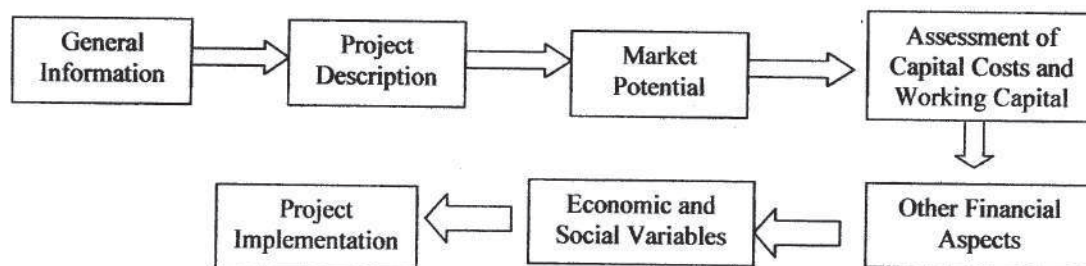 General
Information
Project
Description
Market
Potential
Assessment of
Capital Costs and
Working Capital
Other Financial
Aspects
Economic and
Social Variables
Project
Implementation